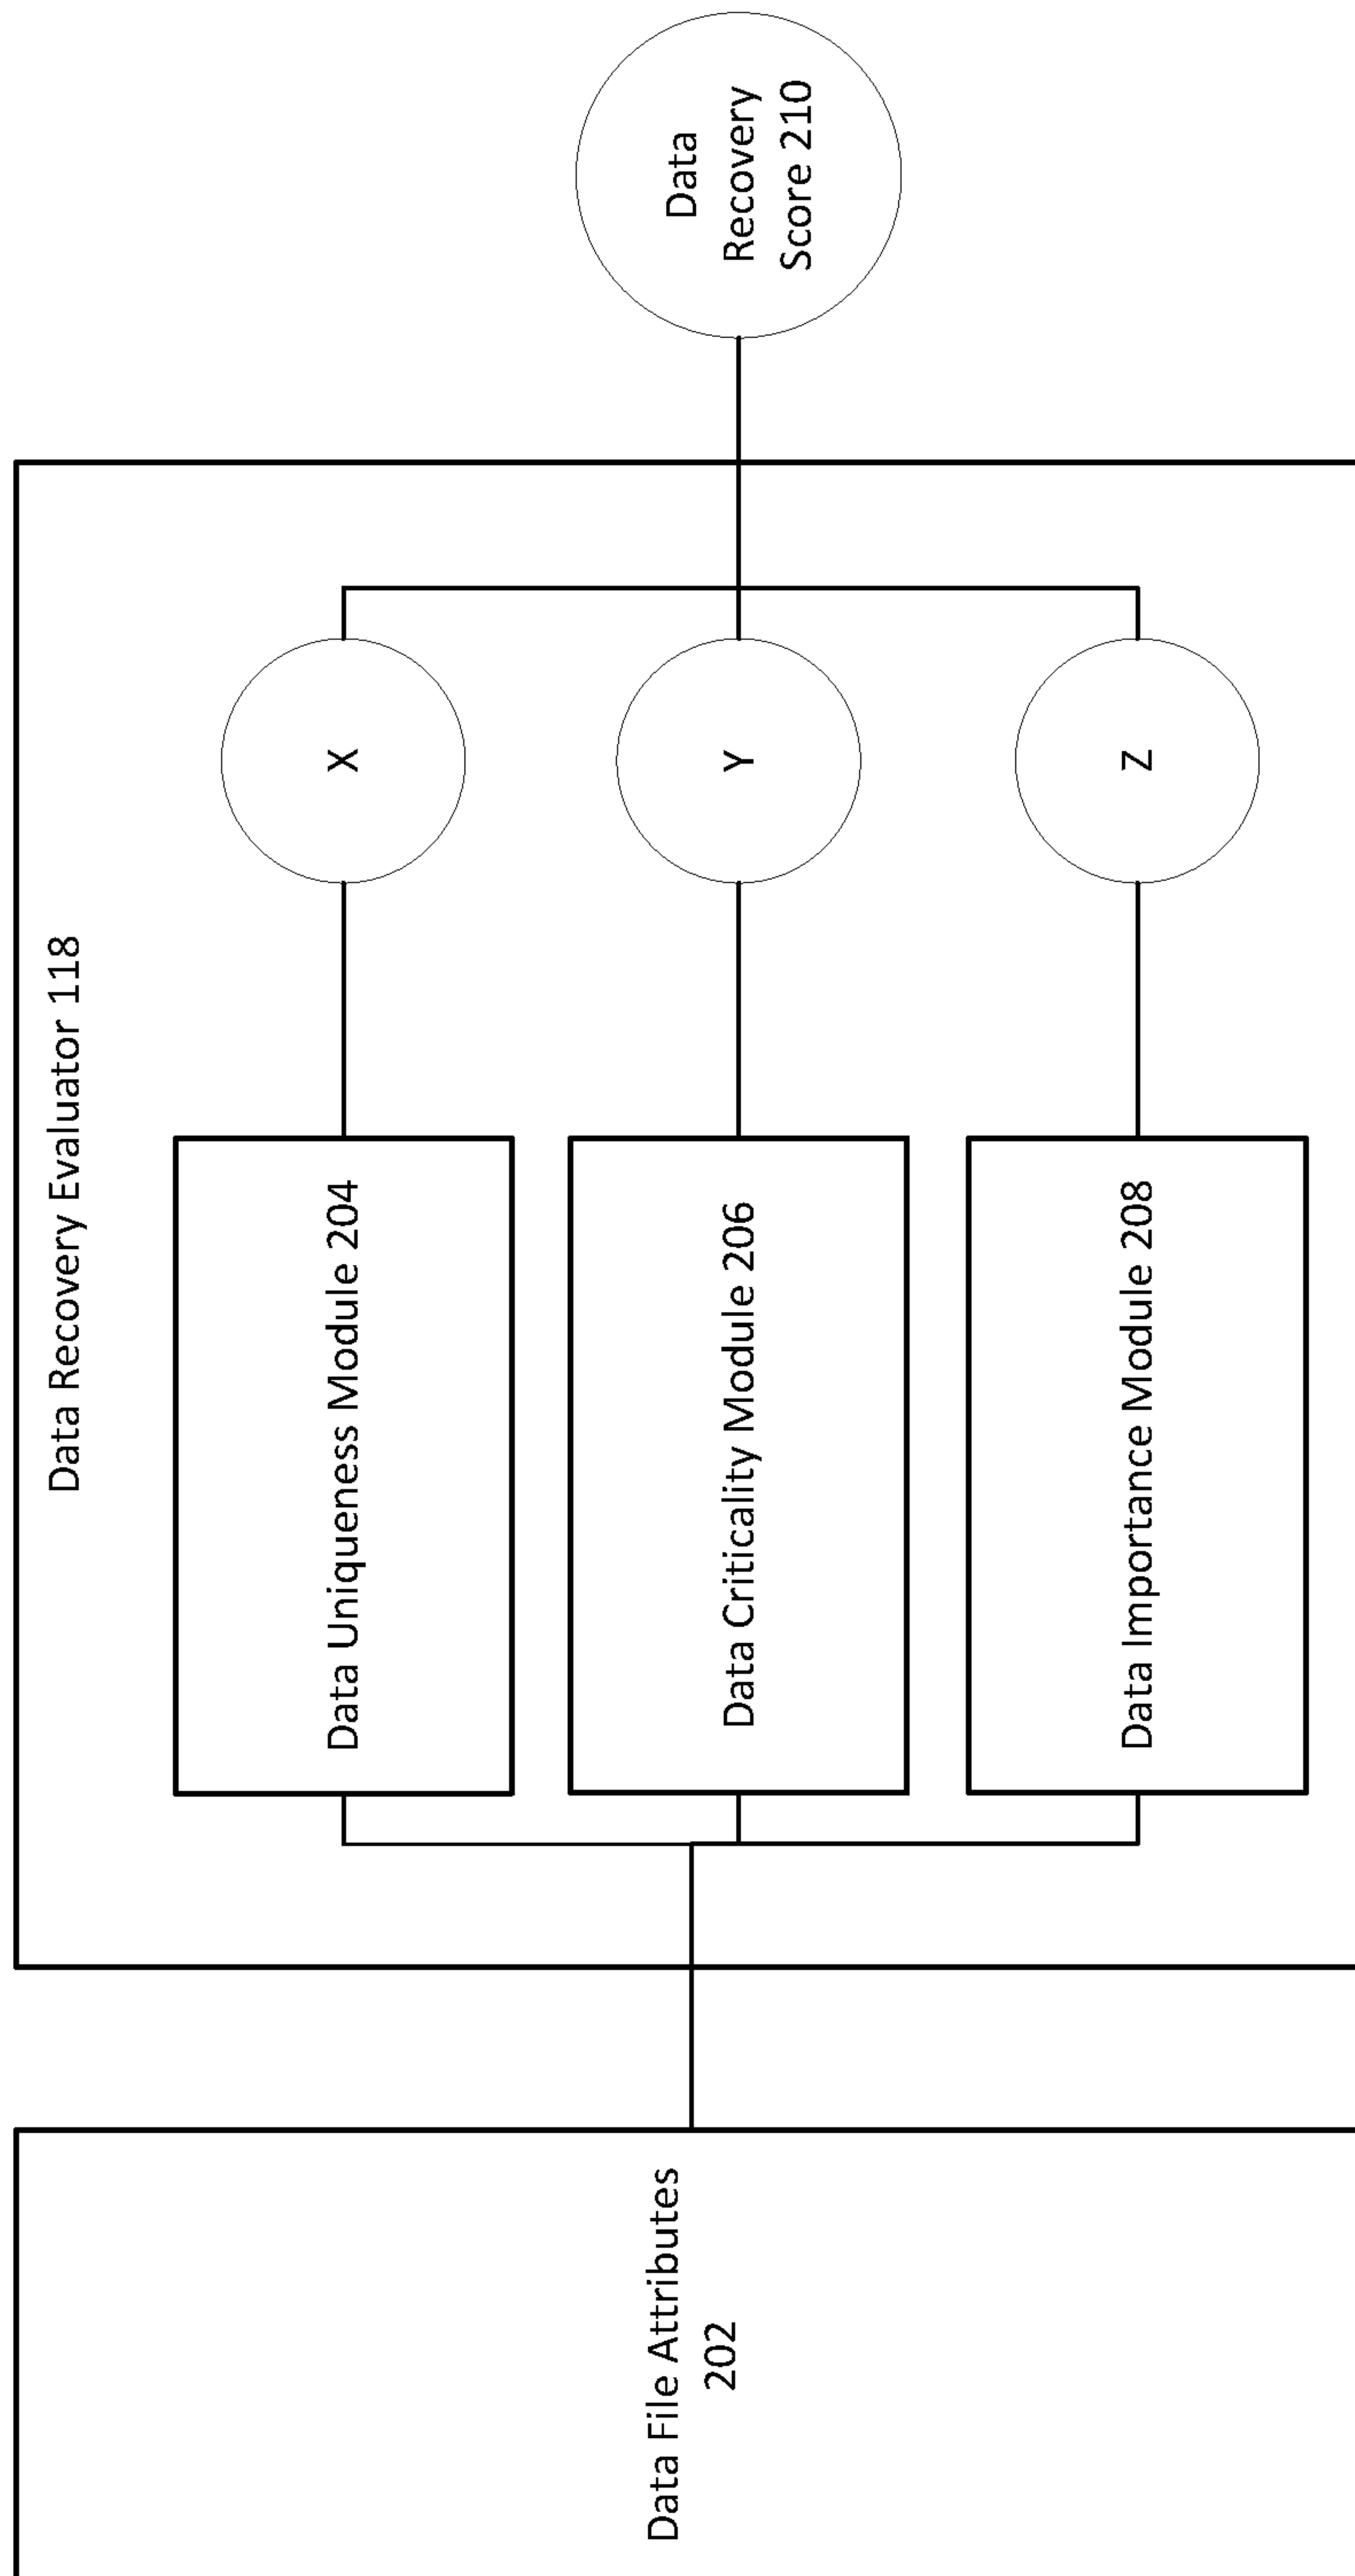 Data File Attributes
202
Data Recovery Evaluator 118
Data Uniqueness Module 204
Data Criticality Module 206
Data Importance Module 208
X
Y
Z
Data
Recovery
Score 210